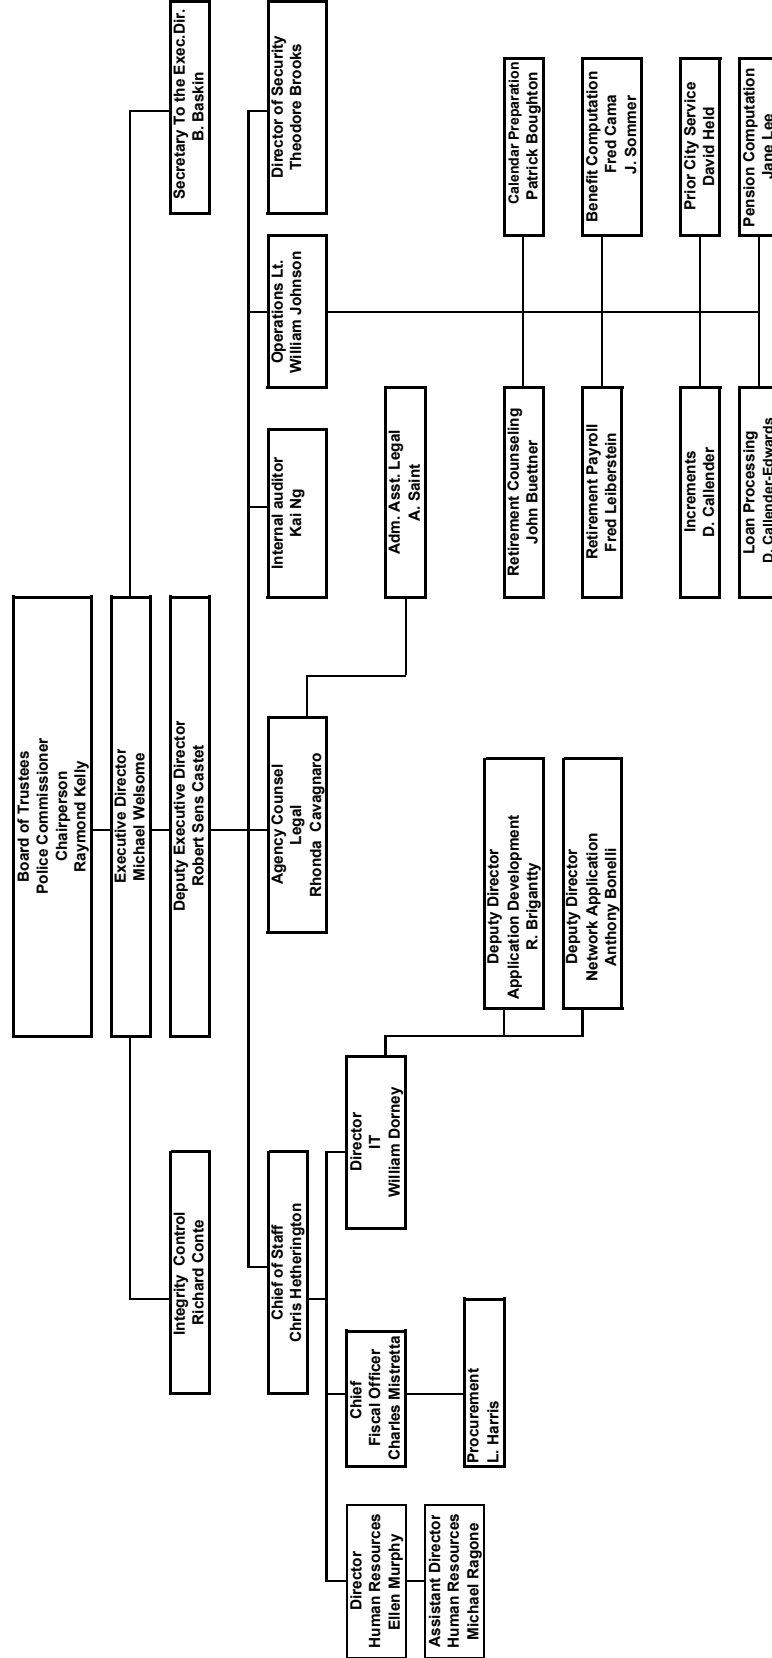 Board of Trustees
Police Commissioner
Chairperson
Raymond Kelly
Executive Director
Michael Welsome
Deputy Executive Director
Robert Sens Castet
Integrity Control
Richard Conte
Secretary To the Exec.Dir.
B. Baskin
Chief of Staff
Chris Hetherington
Agency Counsel
Legal
Rhonda Cavagnaro
Internal auditor
Kai Ng
Operations Lt.
William Johnson
Director of Security
Theodore Brooks
Director
Human Resources
Ellen Murphy
Chief
Fiscal Officer
Charles Mistretta
Director
IT
William Dorney
Adm. Asst. Legal
A. Saint
Assistant Director
Human Resources
Michael Ragone
Procurement
L. Harris
Deputy Director
Application Development
R. Brigantty
Deputy Director
Network Application
Anthony Bonelli
Retirement Counseling
John Buettner
Calendar Preparation
Patrick Boughton
Retirement Payroll
Fred Leiberstein
Benefit Computation
Fred Cama
J. Sommer
Increments
D. Callender
Prior City Service
David Held
Loan Processing
D. Callender-Edwards
Pension Computation
Jane Lee